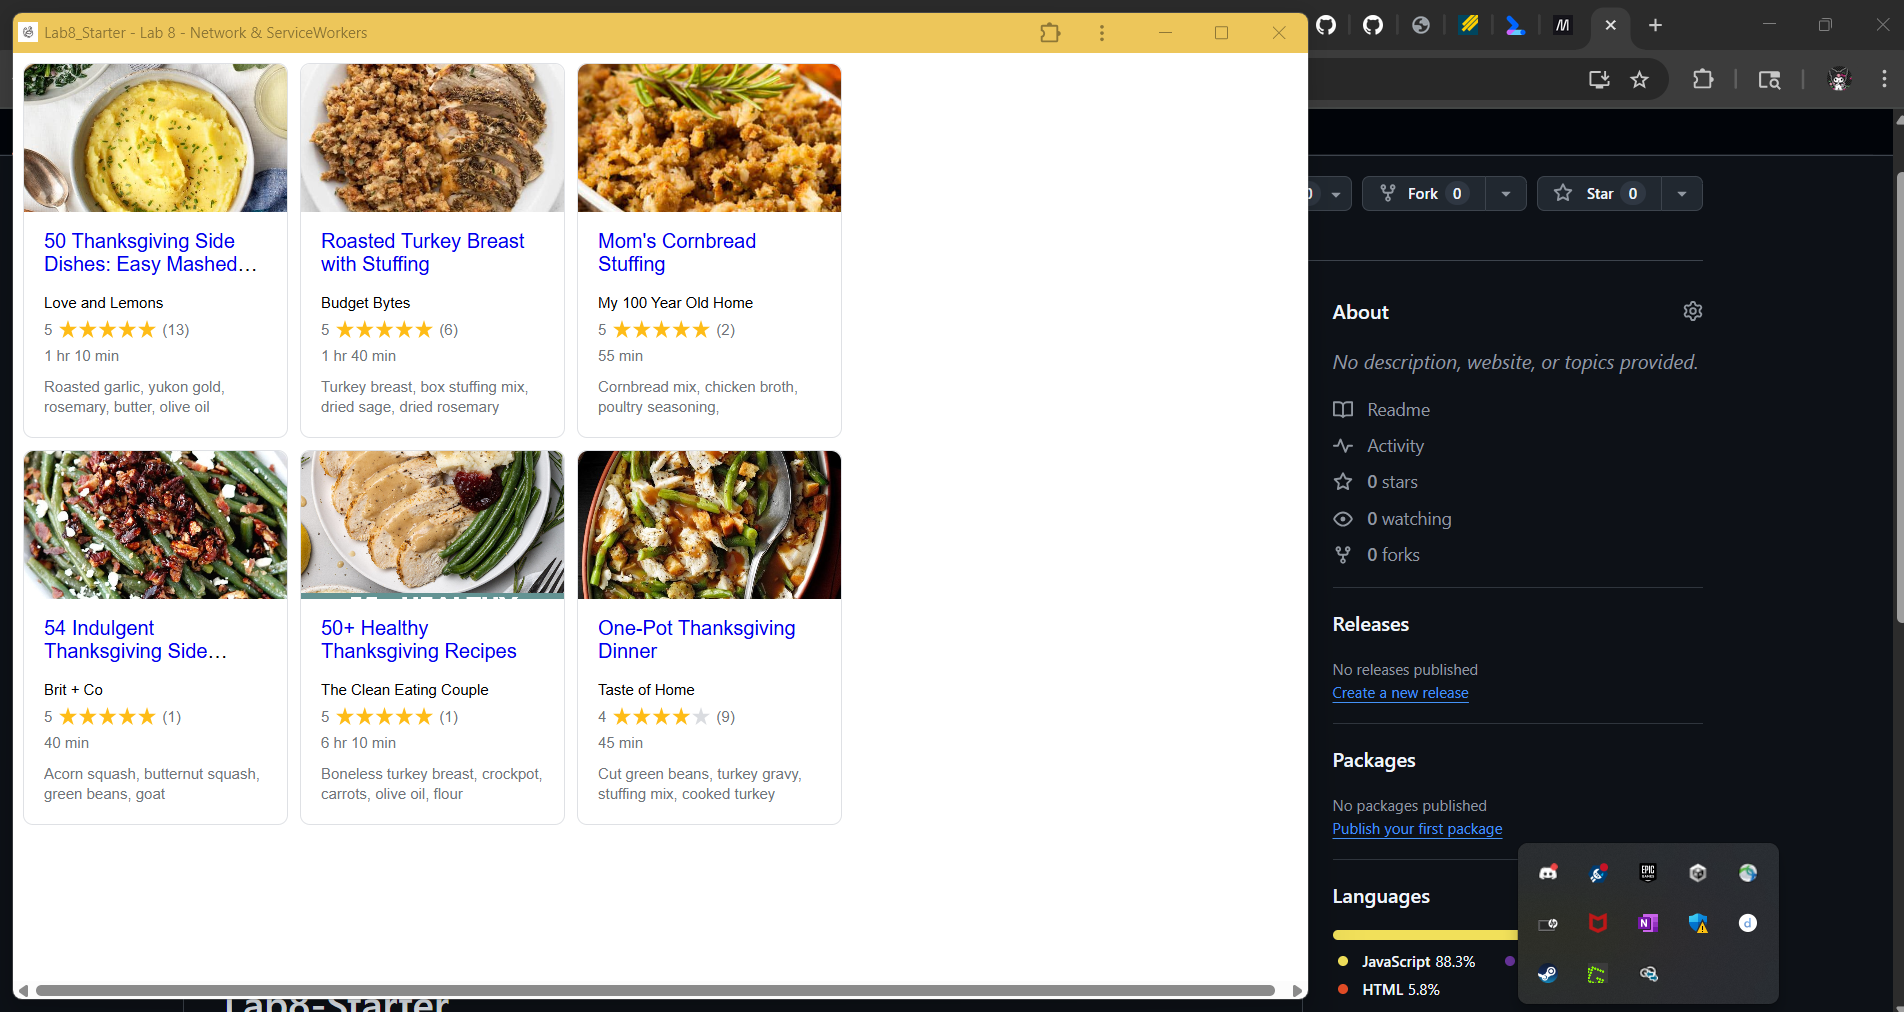 Lab8_Starter - Lab 8 - Network & ServiceWorkers
50 Thanksgiving Side
Dishes: Easy Mashed…
Love and Lemons
5 ★★★★★ (13)
1 hr 10 min
Roasted garlic, yukon gold,
rosemary, butter, olive oil
Roasted Turkey Breast
with Stuffing
Budget Bytes
5 ★★★★★ (6)
1 hr 40 min
Turkey breast, box stuffing mix,
dried sage, dried rosemary
Mom's Cornbread
Stuffing
My 100 Year Old Home
5 ★★★★★ (2)
55 min
Cornbread mix, chicken broth,
poultry seasoning,
54 Indulgent
Thanksgiving Side…
Brit + Co
5 ★★★★★ (1)
40 min
Acorn squash, butternut squash,
green beans, goat
50+ Healthy
Thanksgiving Recipes
The Clean Eating Couple
5 ★★★★★ (1)
6 hr 10 min
Boneless turkey breast, crockpot,
carrots, olive oil, flour
One-Pot Thanksgiving
Dinner
Taste of Home
4 ★★★★★ (9)
45 min
Cut green beans, turkey gravy,
stuffing mix, cooked turkey
Lab8-Starter
Fork 0
Star 0
About
No description, website, or topics provided.
Readme
Activity
0 stars
0 watching
0 forks
Releases
No releases published
Create a new release
Packages
No packages published
Publish your first package
Languages
JavaScript 88.3%
HTML 5.8%
EPIC
GAMES